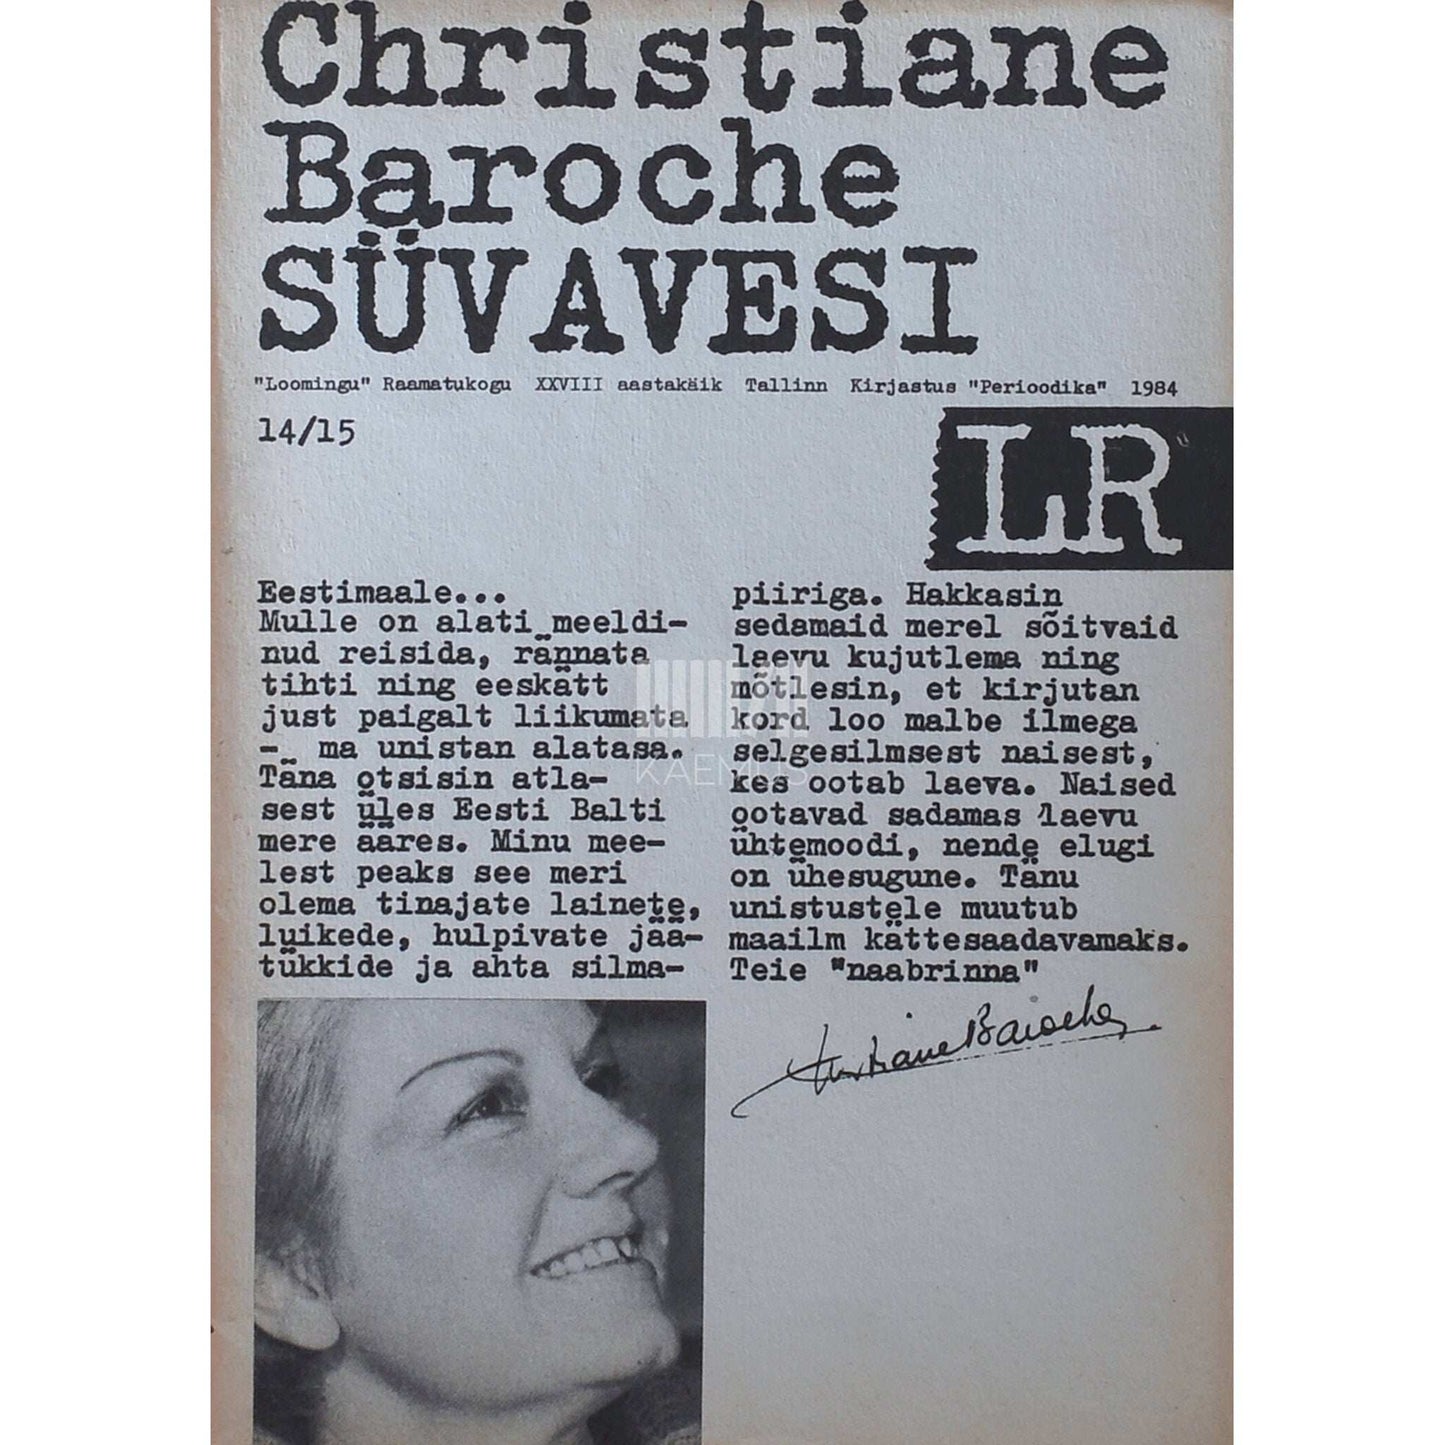 Christiane
Baroche
SÜVAVESI
"Loomingu" Raamatukogu XXVIII aastakäik Tallinn Kirjastus "Perioodika" 1984
14/15
LR
Eestimaale...
Mulle on alati meeldi-
nud reisida, rännata
tihti ning eeskätt
just paigalt liikumata
- ma unistan alatasa.
Täna otsisin atla-
sest üles Eesti Balti
mere ääres. Minu mee-
lest peaks see meri
olema tinajate lainete,
luikede, hulpivate jää-
tükkide ja ahta silma-
piiriga. Hakkasin
sedamaid merel sõitvaid
laevu kujutlema ning
mõtlesin, et kirjutan
kord loo malbe ilmega
selgesilmsest naisest,
kes ootab laeva. Naised
ootavad sadamas laevu
ühtemoodi, nende elugi
on ühesugune. Tänu
unistustele muutub
maailm kättesaadavamaks.
Teie "naabrinna"
Christiane Baroche
KAEMUS